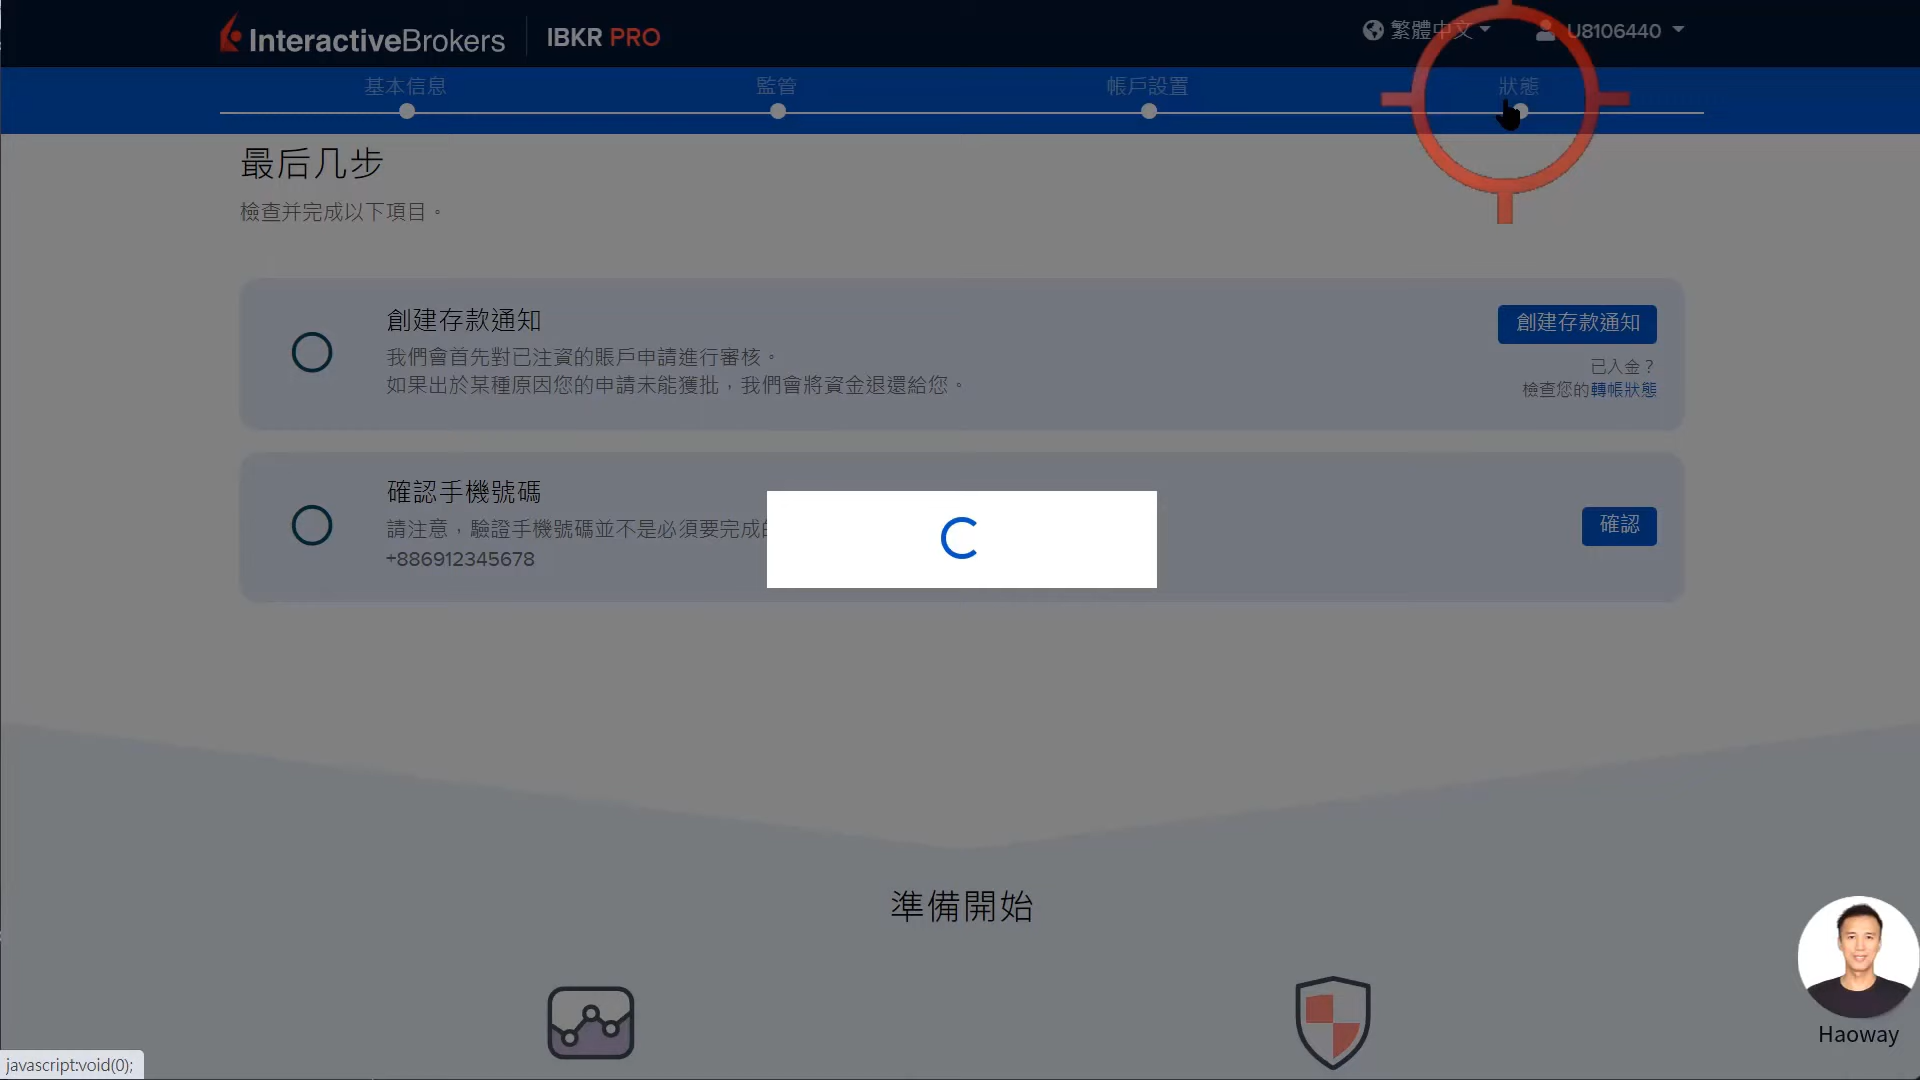 InteractiveBrokers IBKR PRO
繁體中文 U8106440
基本信息 監管 帳戶設置 狀態
最后几步
檢查并完成以下項目。
創建存款通知
我們會首先對已注資的賬戶申請進行審核。
如果出於某種原因您的申請未能獲批，我們會將資金退還給您。
創建存款通知
已入金？
檢查您的轉帳狀態
確認手機號碼
請注意，驗證手機號碼並不是必須要完成
+886912345678
確認
準備開始
Haoway
javascript:void(0);